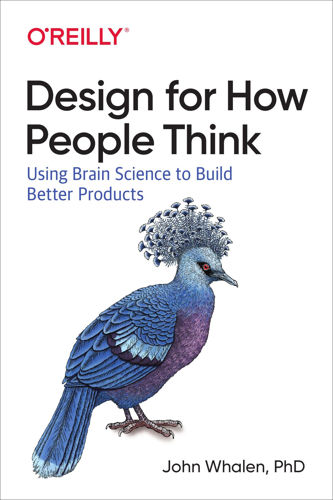 O'REILLY®
Design for How
People Think
Using Brain Science to Build
Better Products
John Whalen, PhD